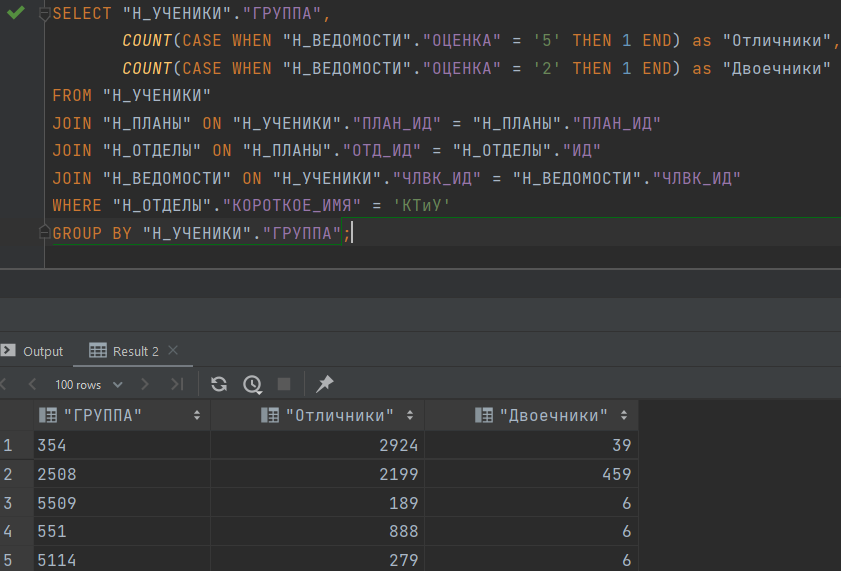 SELECT "Н_УЧЕНИКИ"."ГРУППА",
COUNT(CASE WHEN "Н_ВЕДОМОСТИ"."ОЦЕНКА" = '5' THEN 1 END) as "Отличники",
COUNT(CASE WHEN "Н_ВЕДОМОСТИ"."ОЦЕНКА" = '2' THEN 1 END) as "Двоечники"
FROM "Н_УЧЕНИКИ"
JOIN "Н_ПЛАНЫ" ON "Н_УЧЕНИКИ"."ПЛАН_ИД" = "Н_ПЛАНЫ"."ПЛАН_ИД"
JOIN "Н_ОТДЕЛЫ" ON "Н_ПЛАНЫ"."ОТД_ИД" = "Н_ОТДЕЛЫ"."ИД"
JOIN "Н_ВЕДОМОСТИ" ON "Н_УЧЕНИКИ"."ЧЛВК_ИД" = "Н_ВЕДОМОСТИ"."ЧЛВК_ИД"
WHERE "Н_ОТДЕЛЫ"."КОРОТКОЕ_ИМЯ" = 'КТиУ'
GROUP BY "Н_УЧЕНИКИ"."ГРУППА";
Output Result 2
100 rows
"ГРУППА" "Отличники" "Двоечники"
1 354 2924 39
2 2508 2199 459
3 5509 189 6
4 551 888 6
5 5114 279 6